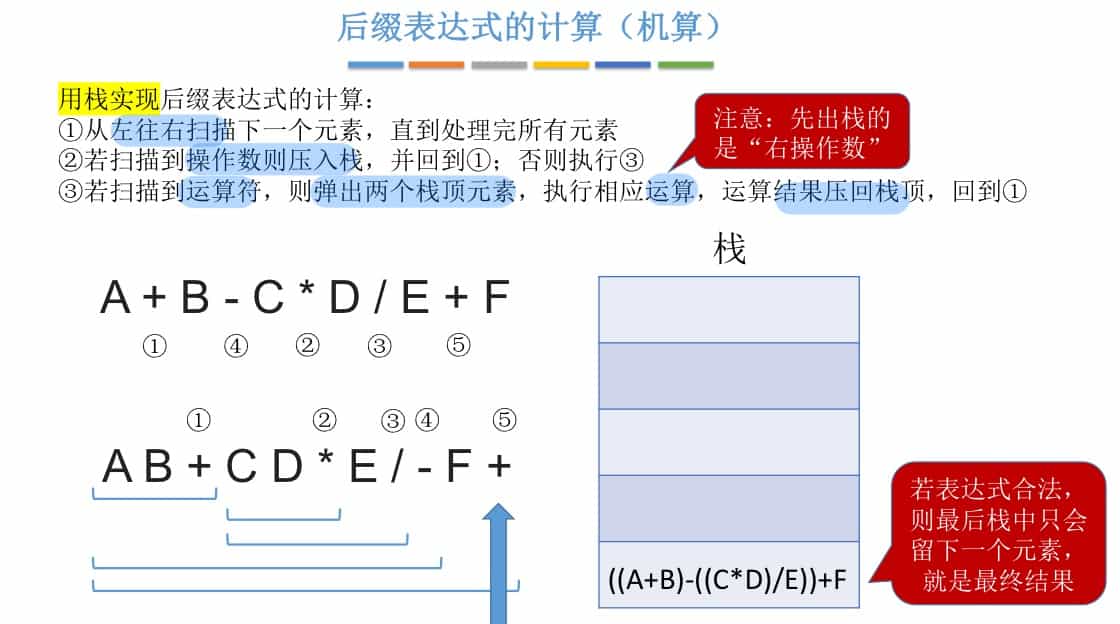 后缀表达式的计算（机算）
用栈实现后缀表达式的计算：
①从左往右扫描下一个元素，直到处理完所有元素
②若扫描到操作数则压入栈，并回到①；否则执行③
③若扫描到运算符，则弹出两个栈顶元素，执行相应运算，运算结果压回栈顶，回到①
注意：先出栈的
是“右操作数”
栈
A + B - C * D / E + F
① ④ ② ③ ⑤
① ② ③ ④ ⑤
A B + C D * E / - F +
若表达式合法，
则最后栈中只会
留下一个元素，
就是最终结果
((A+B)-((C*D)/E))+F